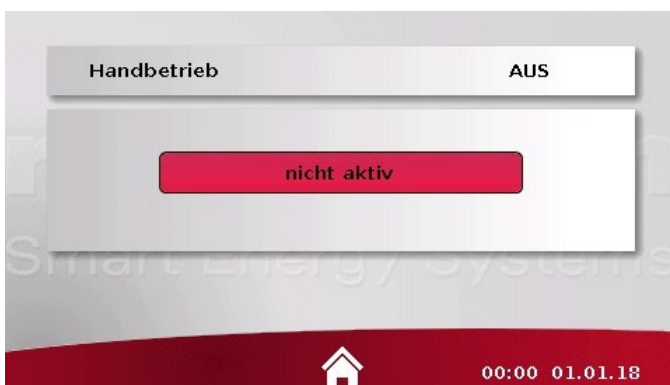 Handbetrieb AUS
nicht aktiv
Smart Energy Systems
00:00 01.01.18